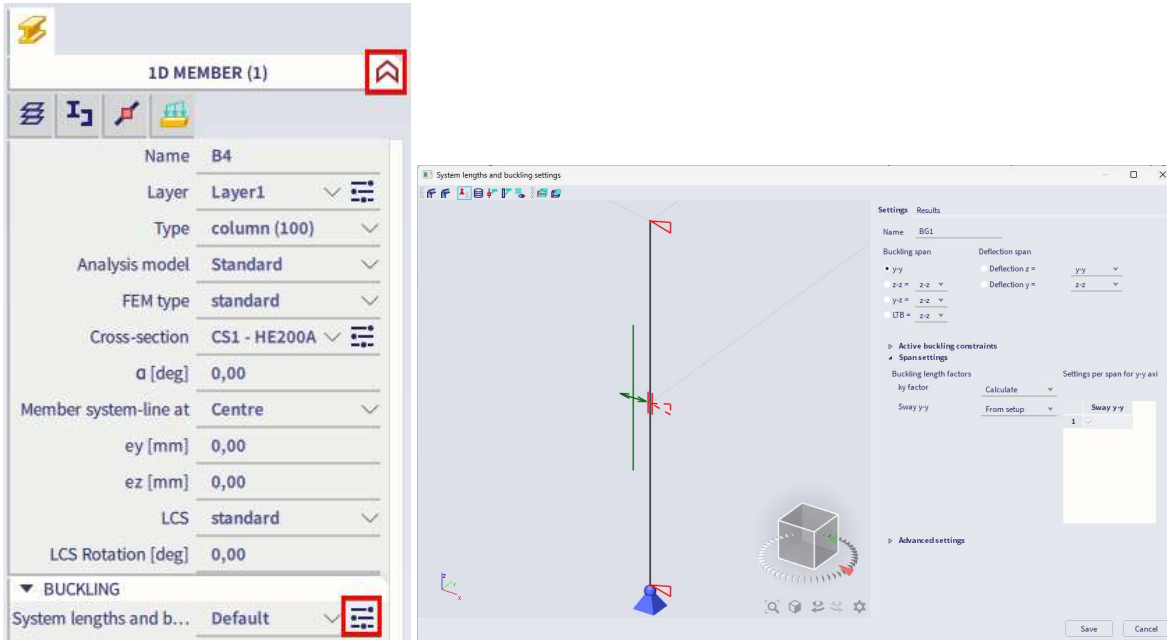 1D MEMBER (1)
Name B4
Layer Layer1
Type column (100)
Analysis model Standard
FEM type standard
Cross-section CS1 - HE200A
α [deg] 0,00
Member system-line at Centre
ey [mm] 0,00
ez [mm] 0,00
LCS standard
LCS Rotation [deg] 0,00
BUCKLING
System lengths and b... Default
System lengths and buckling settings
Settings Results
Name BG1
Buckling span Deflection span
y-y Deflection z = y-y
z-z = z-z Deflection y = z-z
y-z = z-z
LTB = z-z
Active buckling constraints
Span settings
Buckling length factors Settings per span for y-y axi
ky factor Calculate
Sway y-y From setup Sway y-y
1
Advanced settings
z
y
x
Save Cancel